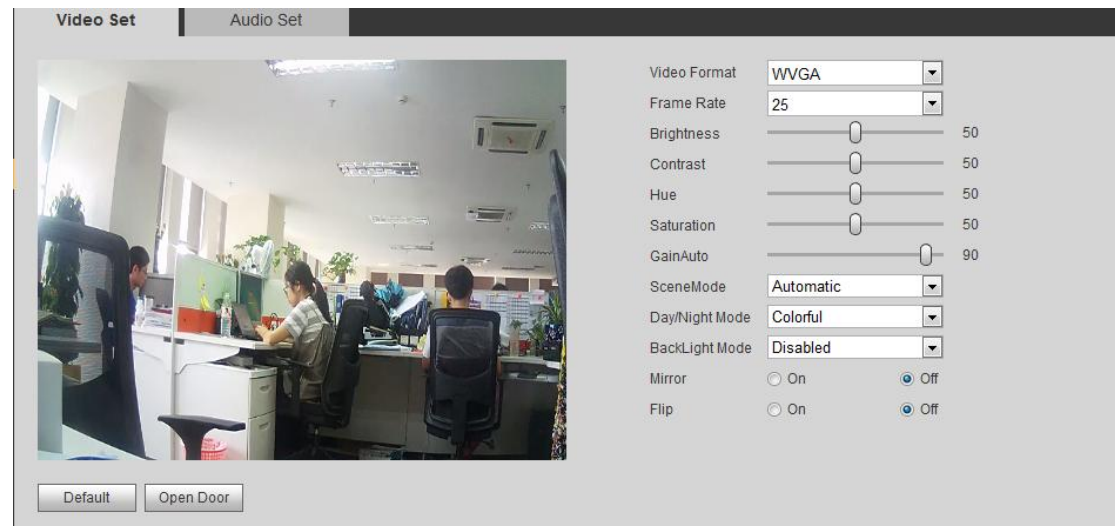 Video Set Audio Set
Video Format WVGA
Frame Rate 25
Brightness 50
Contrast 50
Hue 50
Saturation 50
GainAuto 90
SceneMode Automatic
Day/Night Mode Colorful
BackLight Mode Disabled
Mirror On Off
Flip On Off
Default Open Door